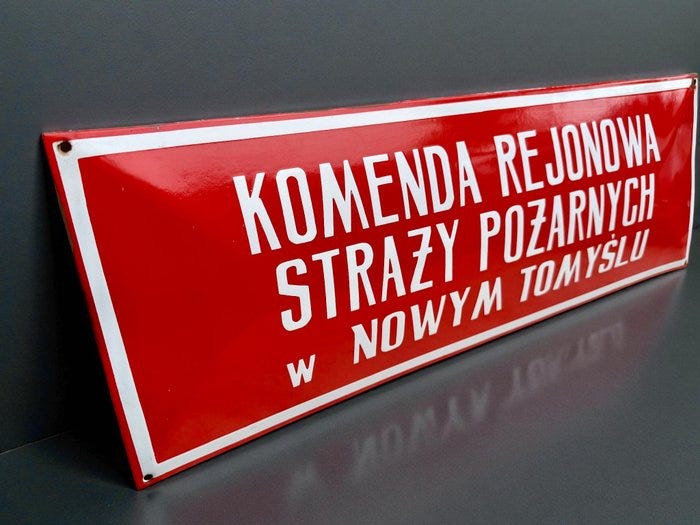 KOMENDA REJONOWA
STRAŻY POŻARNYCH
w NOWYM TOMYŚLU